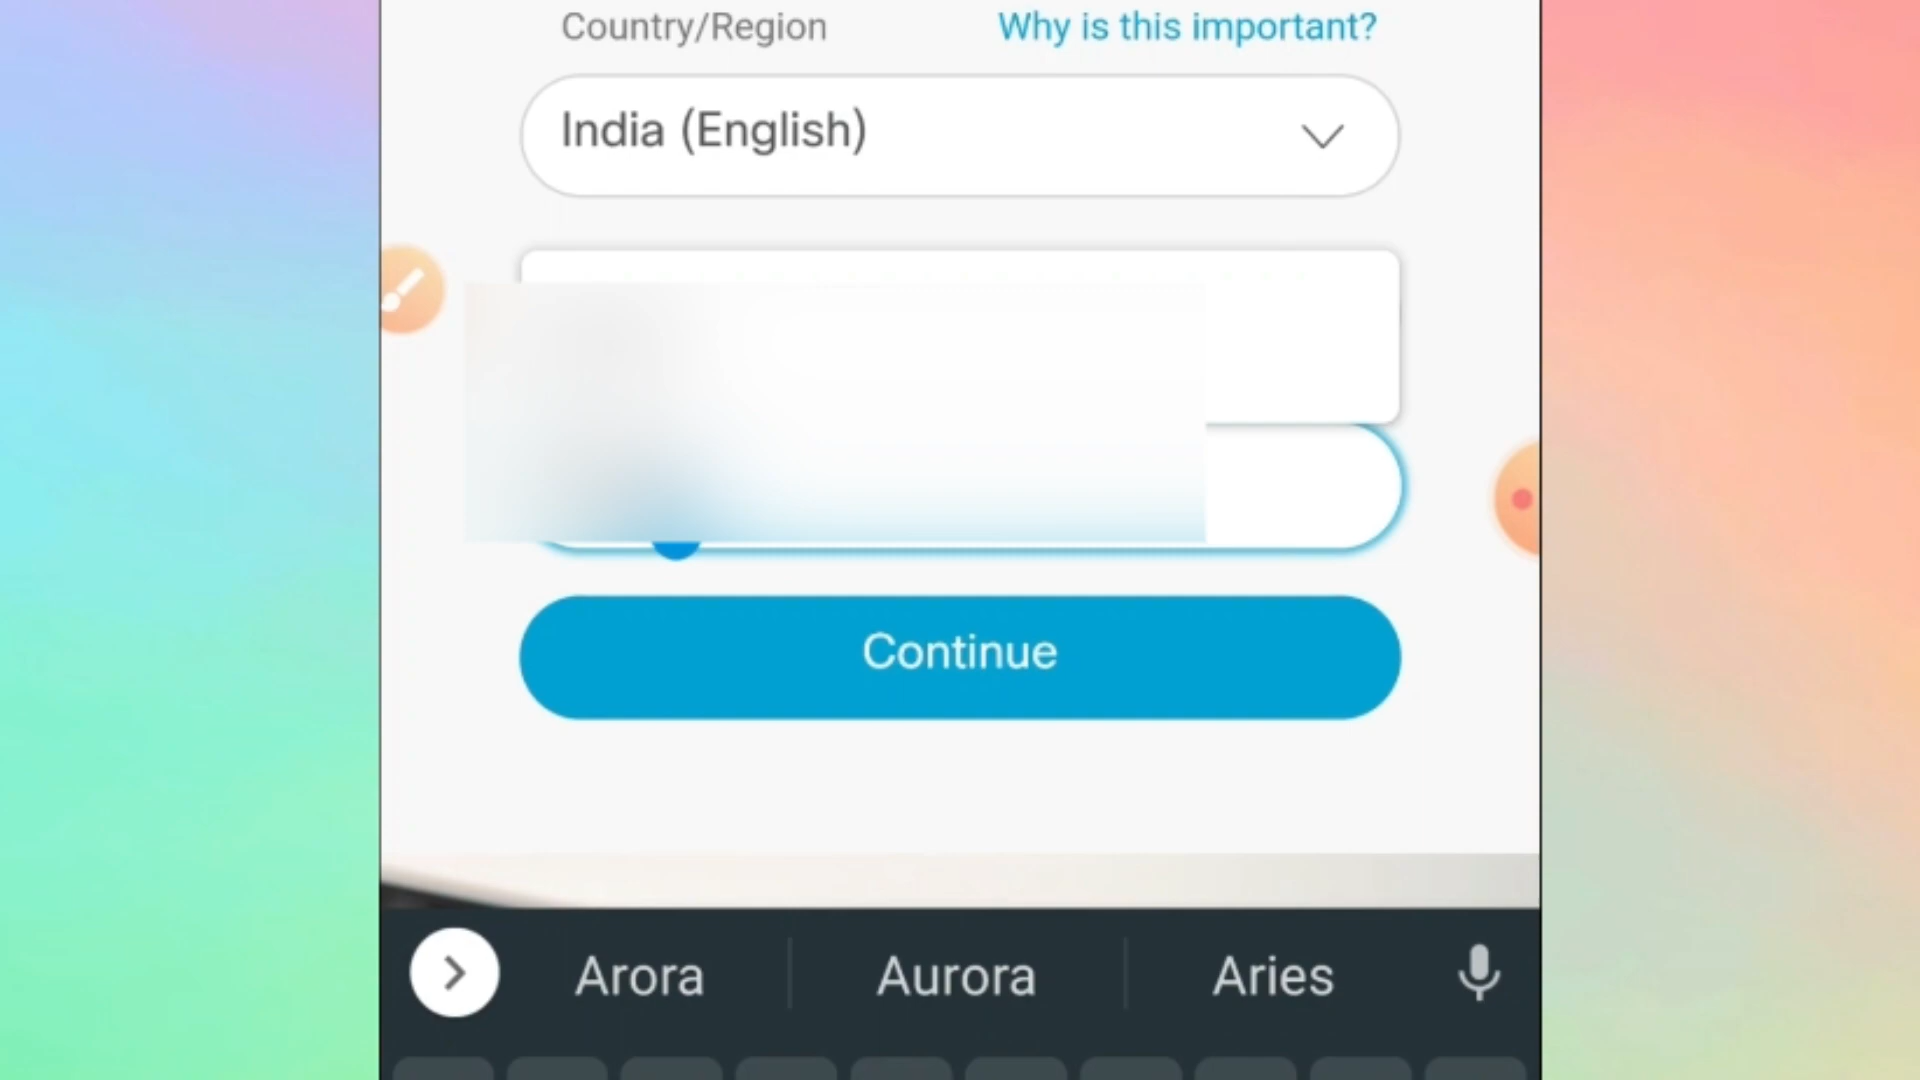 Country/Region Why is this important?
India (English)
Continue
Arora Aurora Aries